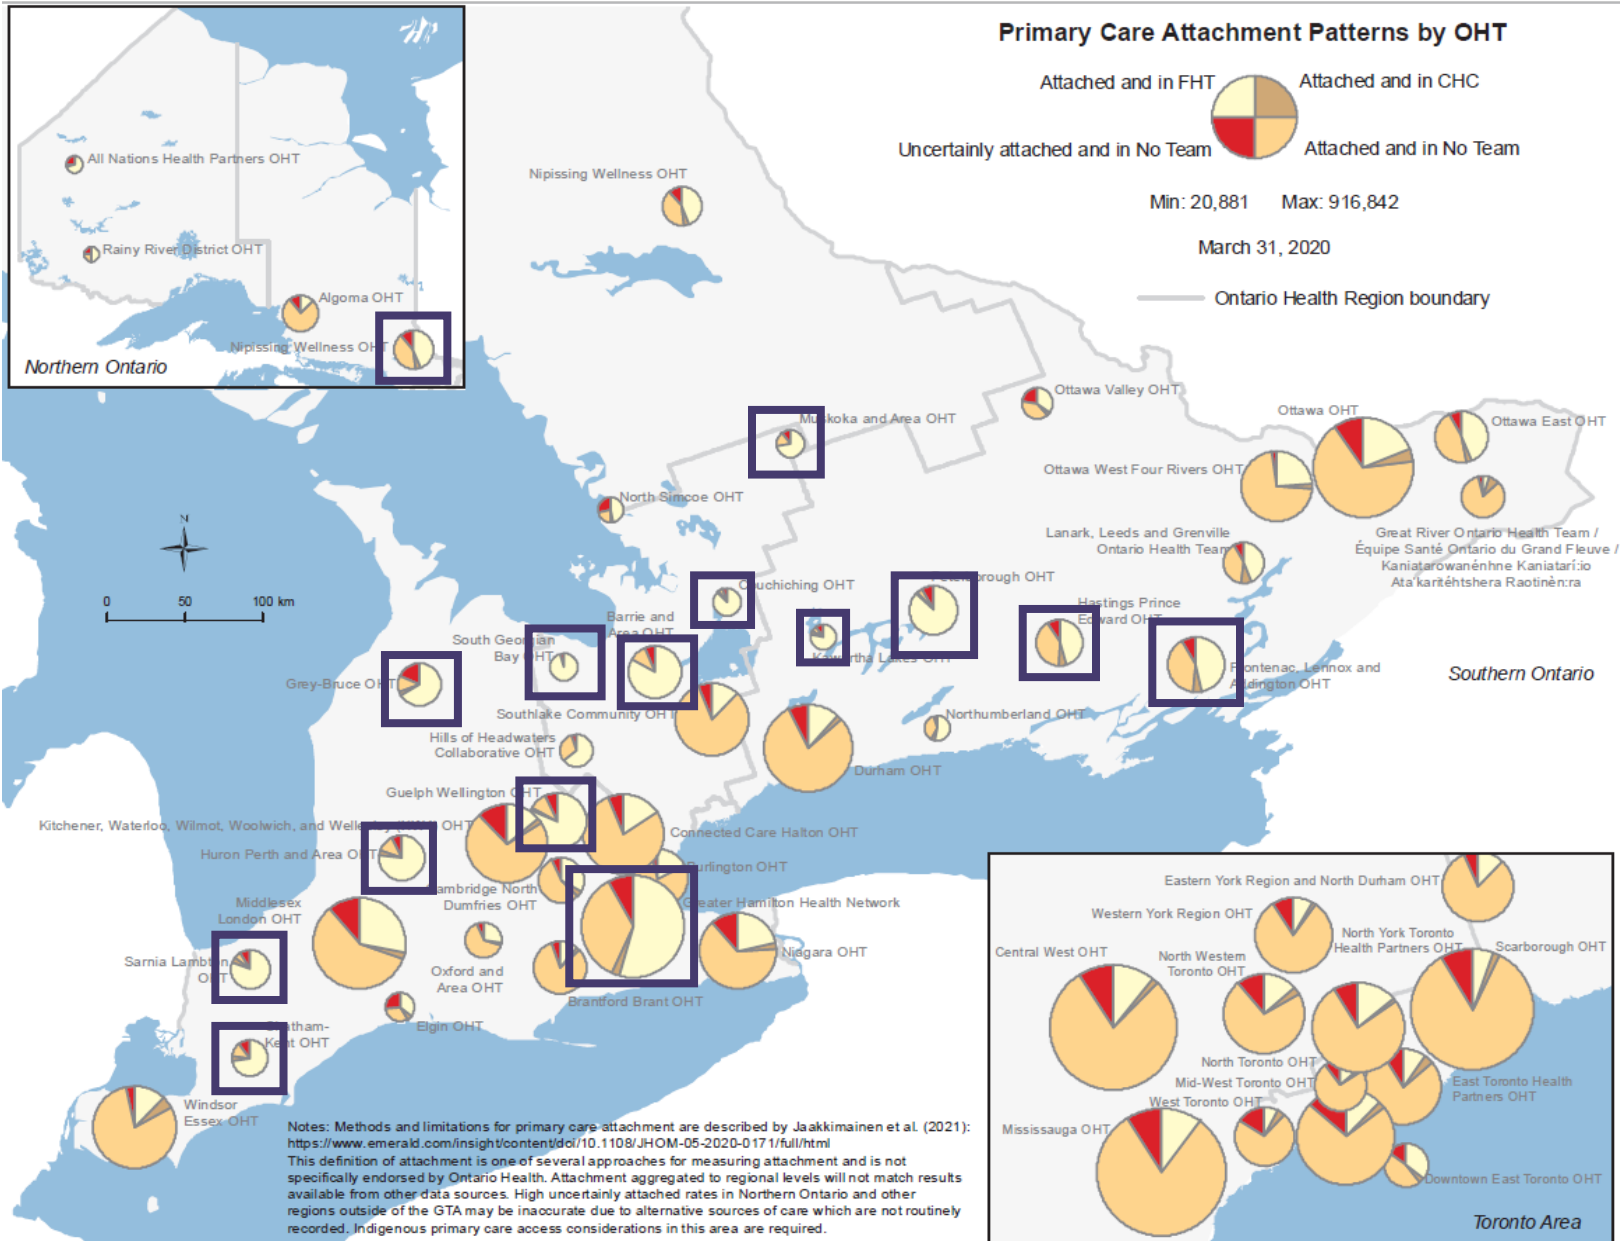 Primary Care Attachment Patterns by OHT
Attached and in FHT
Attached and in CHC
Uncertainly attached and in No Team
Attached and in No Team
Min: 20,881 Max: 916,842
March 31, 2020
Ontario Health Region boundary
All Nations Health Partners OHT
Rainy River District OHT
Algoma OHT
Nipissing Wellness OHT
Northern Ontario
Nipissing Wellness OHT
Ottawa Valley OHT
Ottawa OHT
Ottawa East OHT
Muskoka and Area OHT
Ottawa West Four Rivers OHT
North Simcoe OHT
Lanark, Leeds and Grenville
Ontario Health Team
Great River Ontario Health Team /
Équipe Santé Ontario du Grand Fleuve /
Kaniatarowanénhne Kaniatarí:io
Ata'karitéhtshera Raotinèn:ra
N
0 50 100 km
Couchiching OHT
Peterborough OHT
Barrie and
Area OHT
Hastings Prince
Edward OHT
South Georgian
Bay OHT
Kawartha Lakes OHT
Frontenac, Lennox and
Addington OHT
Southern Ontario
Grey-Bruce OHT
Southlake Community OHT
Northumberland OHT
Hills of Headwaters
Collaborative OHT
Durham OHT
Guelph Wellington OHT
Kitchener, Waterloo, Wilmot, Woolwich, and Wellesley (KW4) OHT
Connected Care Halton OHT
Huron Perth and Area OHT
Burlington OHT
Cambridge North
Dumfries OHT
Greater Hamilton Health Network
Middlesex
London OHT
Niagara OHT
Sarnia Lambton
OHT
Oxford and
Area OHT
Brantford Brant OHT
Chatham-
Kent OHT
Elgin OHT
Windsor
Essex OHT
Eastern York Region and North Durham OHT
Western York Region OHT
North York Toronto
Health Partners OHT
Scarborough OHT
Central West OHT
North Western
Toronto OHT
North Toronto OHT
Mid-West Toronto OHT
East Toronto Health
Partners OHT
West Toronto OHT
Mississauga OHT
Downtown East Toronto OHT
Toronto Area
Notes: Methods and limitations for primary care attachment are described by Jaakkimainen et al. (2021):
https://www.emerald.com/insight/content/doi/10.1108/JHOM-05-2020-0171/full/html
This definition of attachment is one of several approaches for measuring attachment and is not
specifically endorsed by Ontario Health. Attachment aggregated to regional levels will not match results
available from other data sources. High uncertainly attached rates in Northern Ontario and other
regions outside of the GTA may be inaccurate due to alternative sources of care which are not routinely
recorded. Indigenous primary care access considerations in this area are required.